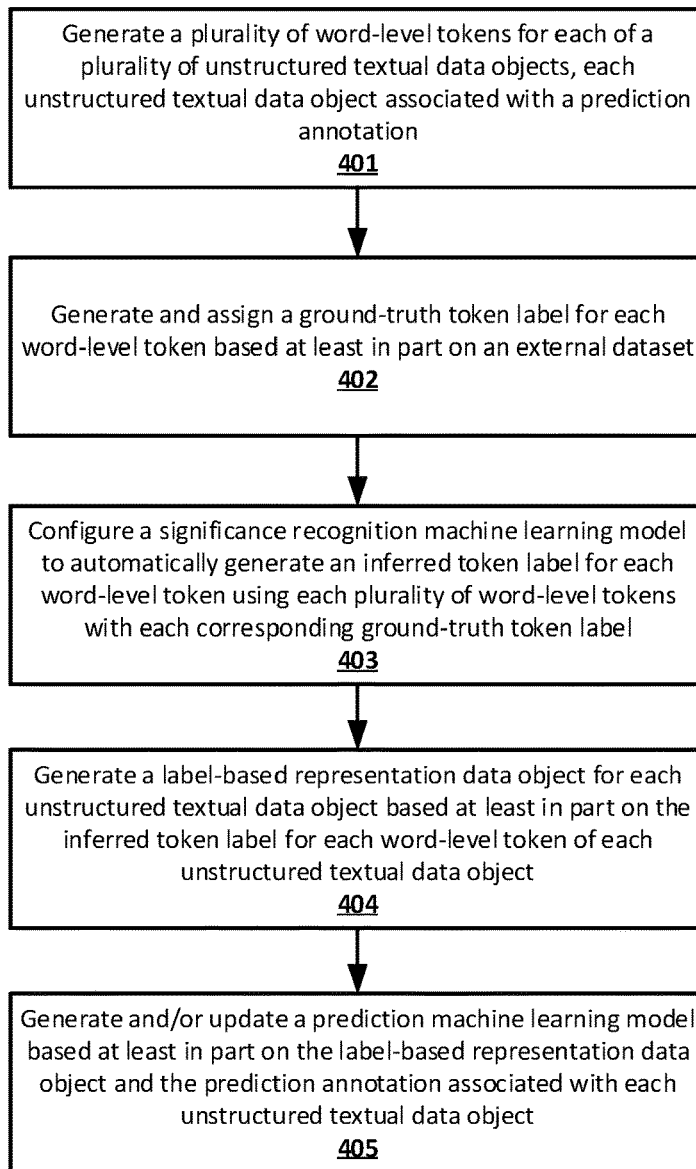 Generate a plurality of word-level tokens for each of a
plurality of unstructured textual data objects, each
unstructured textual data object associated with a prediction
annotation
401
Generate and assign a ground-truth token label for each
word-level token based at least in part on an external dataset
402
Configure a significance recognition machine learning model
to automatically generate an inferred token label for each
word-level token using each plurality of word-level tokens
with each corresponding ground-truth token label
403
Generate a label-based representation data object for each
unstructured textual data object based at least in part on the
inferred token label for each word-level token of each
unstructured textual data object
404
Generate and/or update a prediction machine learning model
based at least in part on the label-based representation data
object and the prediction annotation associated with each
unstructured textual data object
405